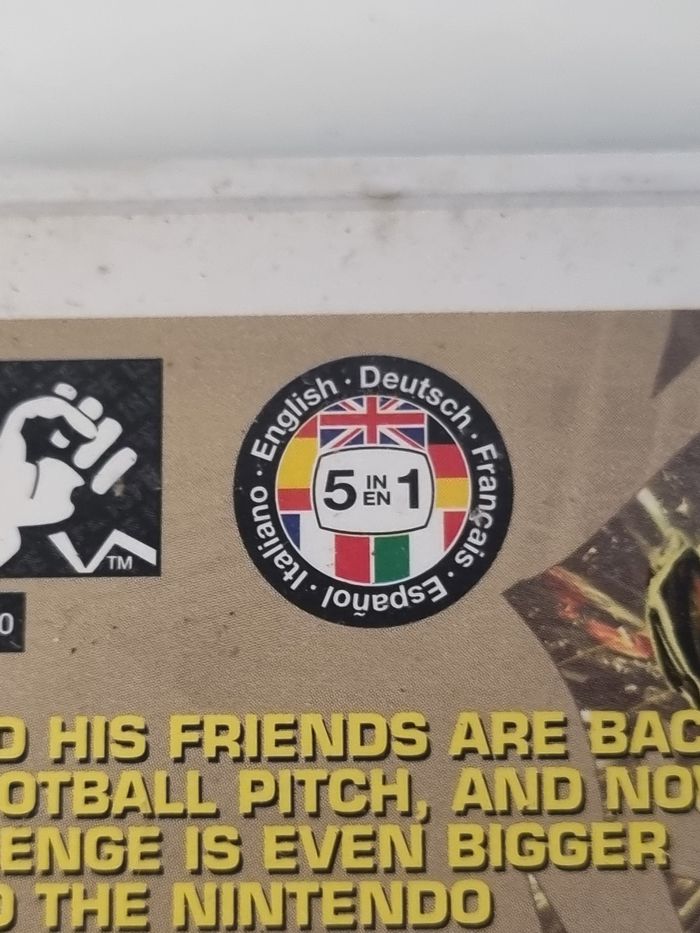 English · Deutsch · Français · Español · Italiano ·
5 IN EN 1
TM
0
D HIS FRIENDS ARE BAC
OTBALL PITCH, AND NO
ENGE IS EVEN BIGGER
O THE NINTENDO